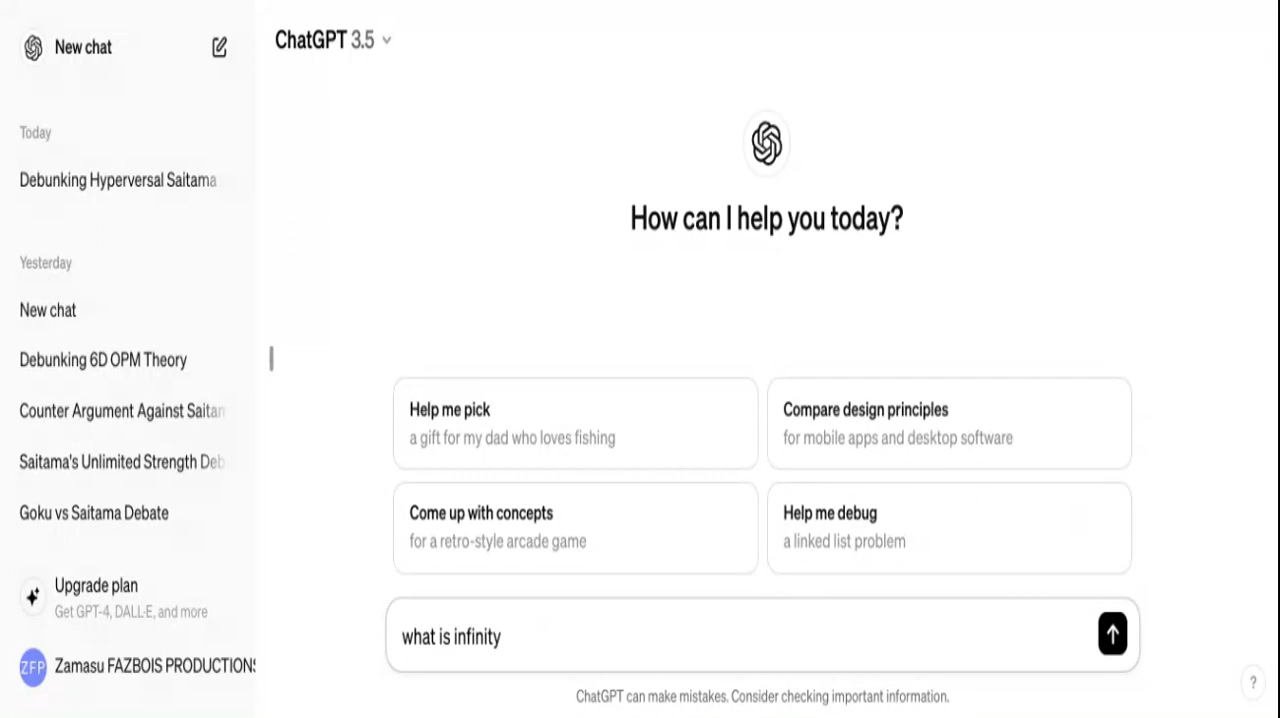 New chat
Today
Debunking Hyperversal Saitama
Yesterday
New chat
Debunking 6D OPM Theory
Counter Argument Against Saitam
Saitama's Unlimited Strength Deb
Goku vs Saitama Debate
Upgrade plan
Get GPT-4, DALL·E, and more
ZFP Zamasu FAZBOIS PRODUCTIONS
ChatGPT 3.5
How can I help you today?
Help me pick
a gift for my dad who loves fishing
Compare design principles
for mobile apps and desktop software
Come up with concepts
for a retro-style arcade game
Help me debug
a linked list problem
what is infinity
ChatGPT can make mistakes. Consider checking important information.
?